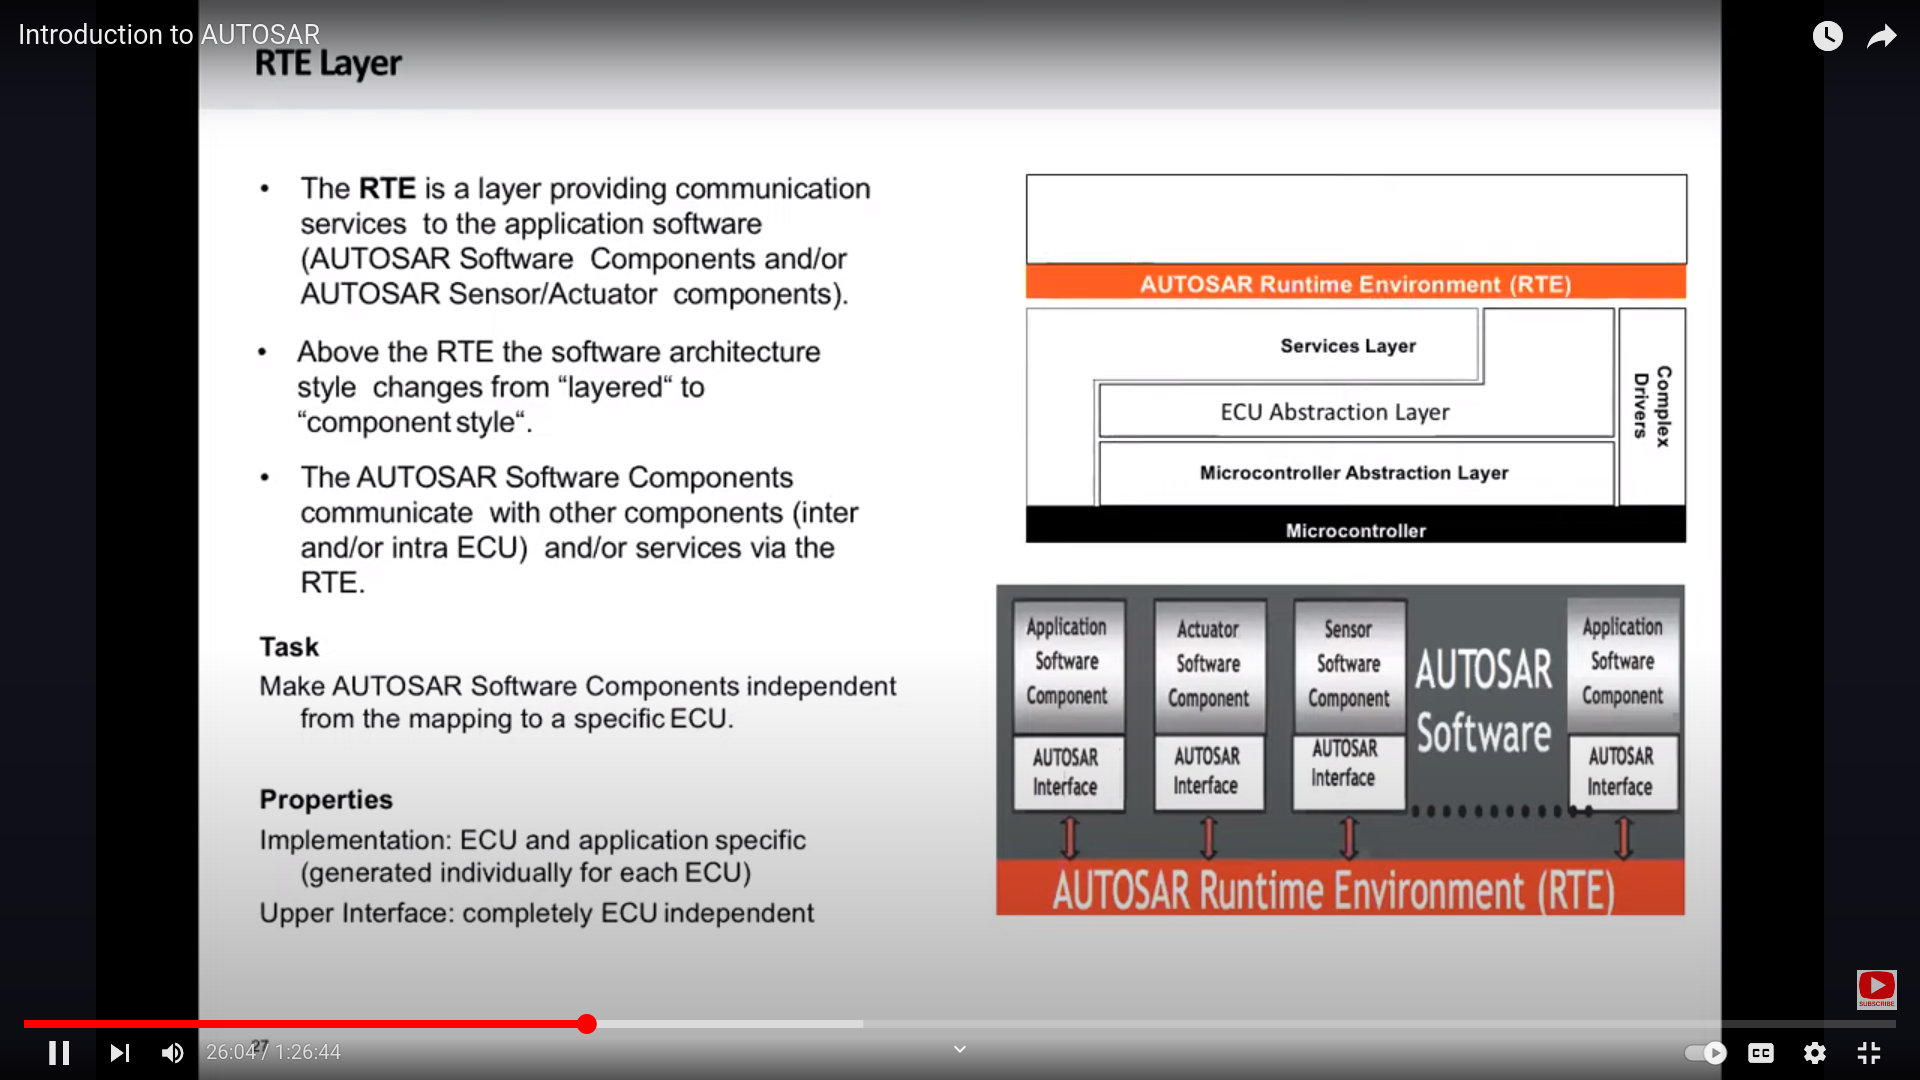 Introduction to AUTOSAR
RTE Layer
• The RTE is a layer providing communication
services to the application software
(AUTOSAR Software Components and/or
AUTOSAR Sensor/Actuator components).
• Above the RTE the software architecture
style changes from “layered“ to
“component style“.
• The AUTOSAR Software Components
communicate with other components (inter
and/or intra ECU) and/or services via the
RTE.
Task
Make AUTOSAR Software Components independent
from the mapping to a specific ECU.
Properties
Implementation: ECU and application specific
(generated individually for each ECU)
Upper Interface: completely ECU independent
AUTOSAR Runtime Environment (RTE)
Services Layer
ECU Abstraction Layer
Microcontroller Abstraction Layer
Complex
Drivers
Microcontroller
Application
Software
Component
AUTOSAR
Interface
Actuator
Software
Component
AUTOSAR
Interface
Sensor
Software
Component
AUTOSAR
Interface
AUTOSAR
Software
Application
Software
Component
AUTOSAR
Interface
AUTOSAR Runtime Environment (RTE)
SUBSCRIBE
27
26:04 / 1:26:44
CC